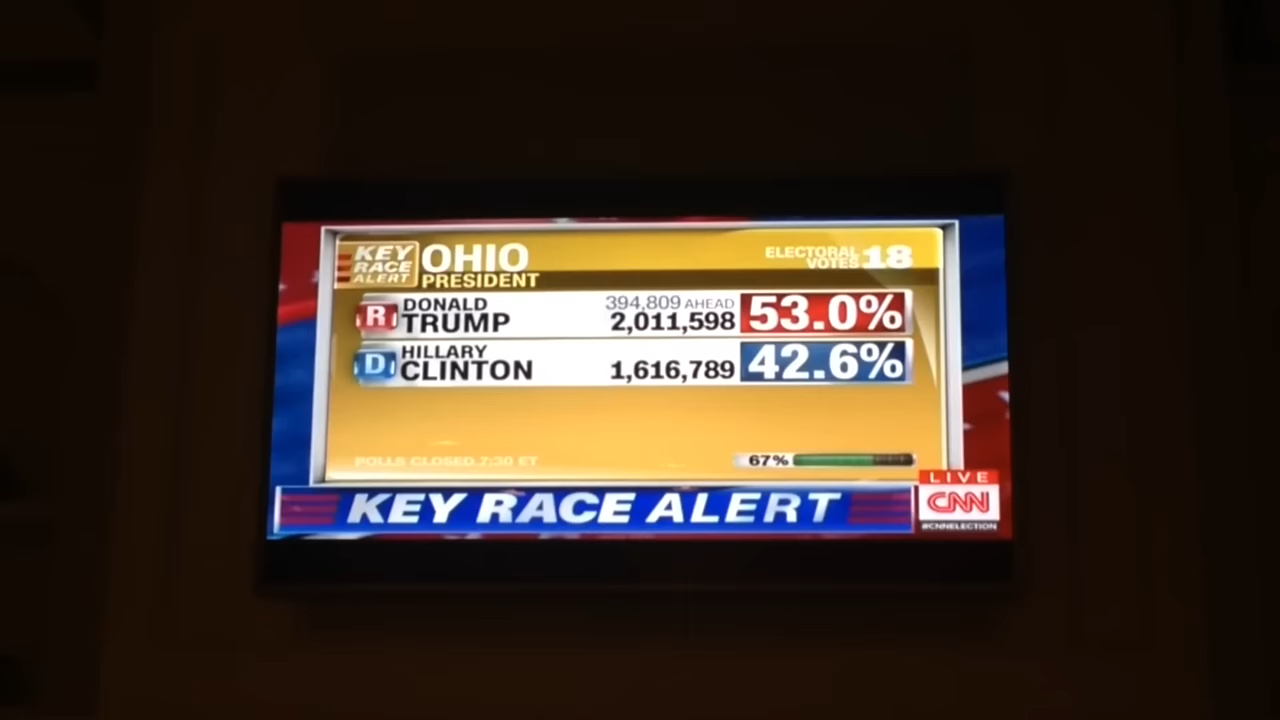 KEY RACE ALERT
OHIO
PRESIDENT
ELECTORAL VOTES 18
R DONALD TRUMP 394,809 AHEAD 2,011,598 53.0%
D HILLARY CLINTON 1,616,789 42.6%
POLLS CLOSED 7:30 ET
67%
KEY RACE ALERT
LIVE
CNN
#CNNELECTION